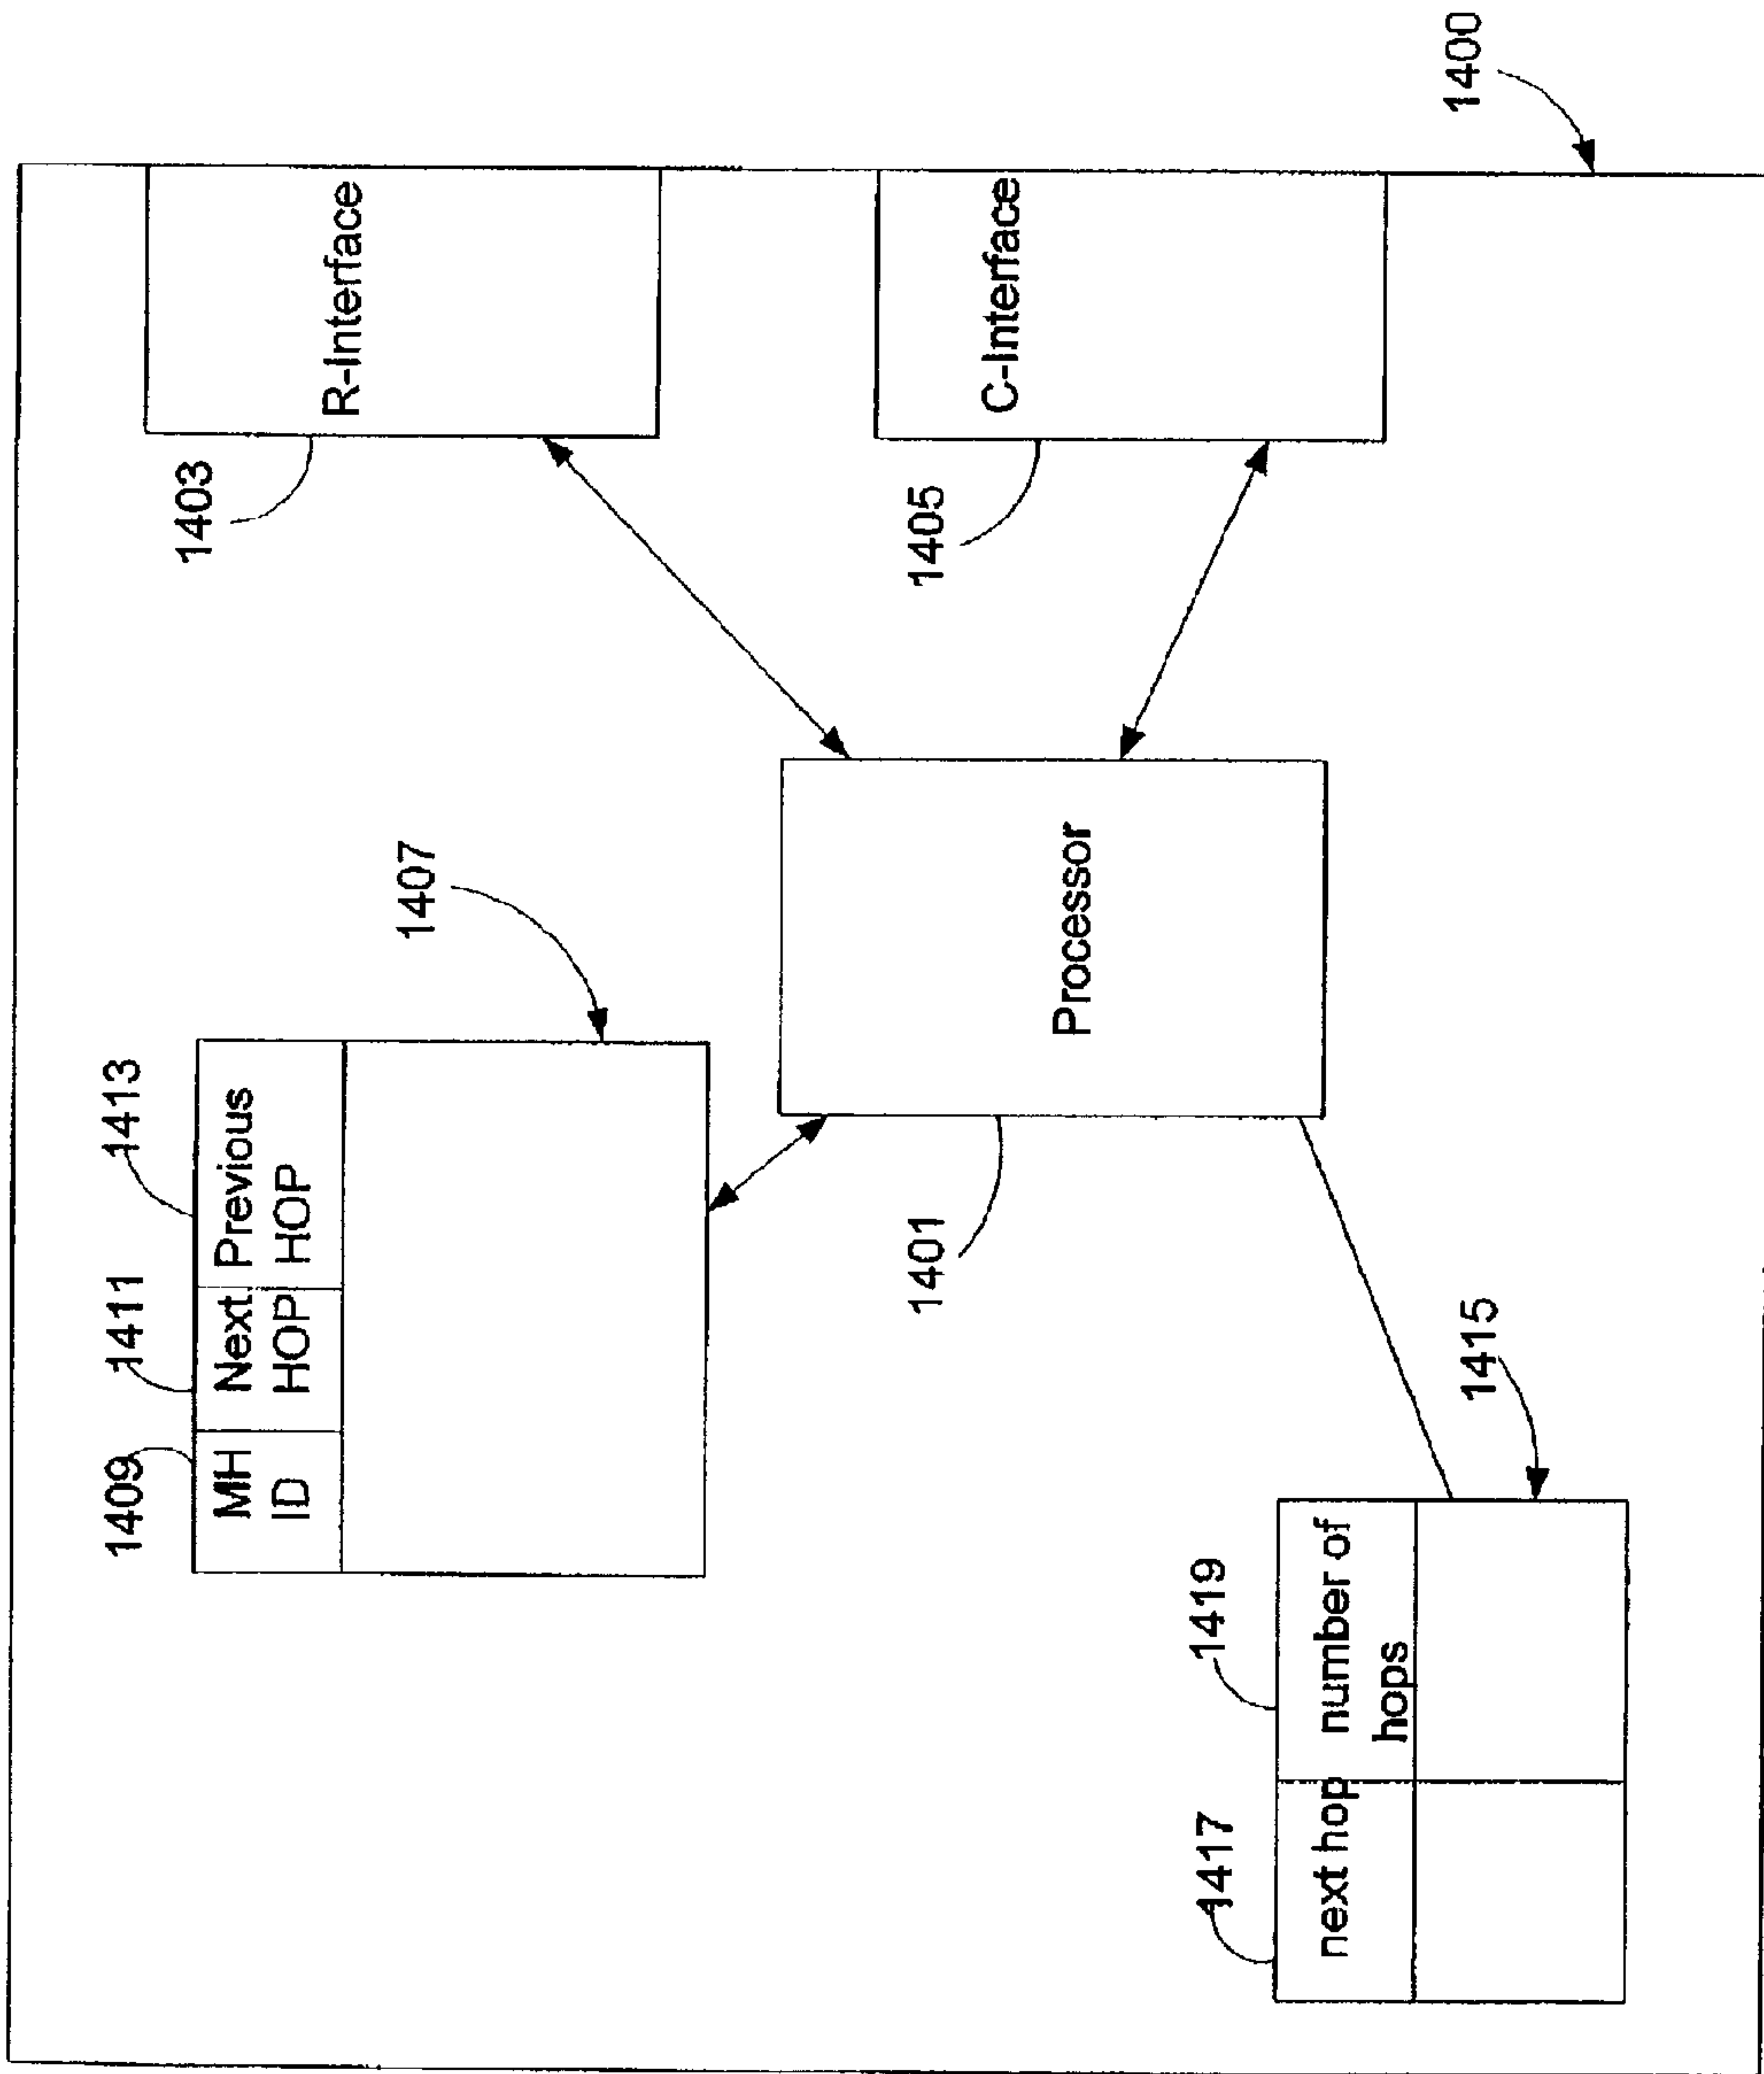 1409 1411 1413
MH Next Previous
ID HOP HOP
1407
1403
R-Interface
1401
Processor
1405
C-Interface
1417 1419
next hop number of
hops
1415
1400